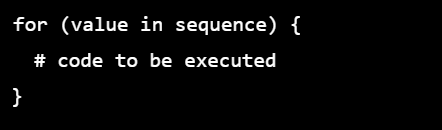 for (value in sequence) {
  # code to be executed
}